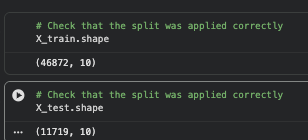 # Check that the split was applied correctly
X_train.shape
(46872, 10)
# Check that the split was applied correctly
X_test.shape
(11719, 10)